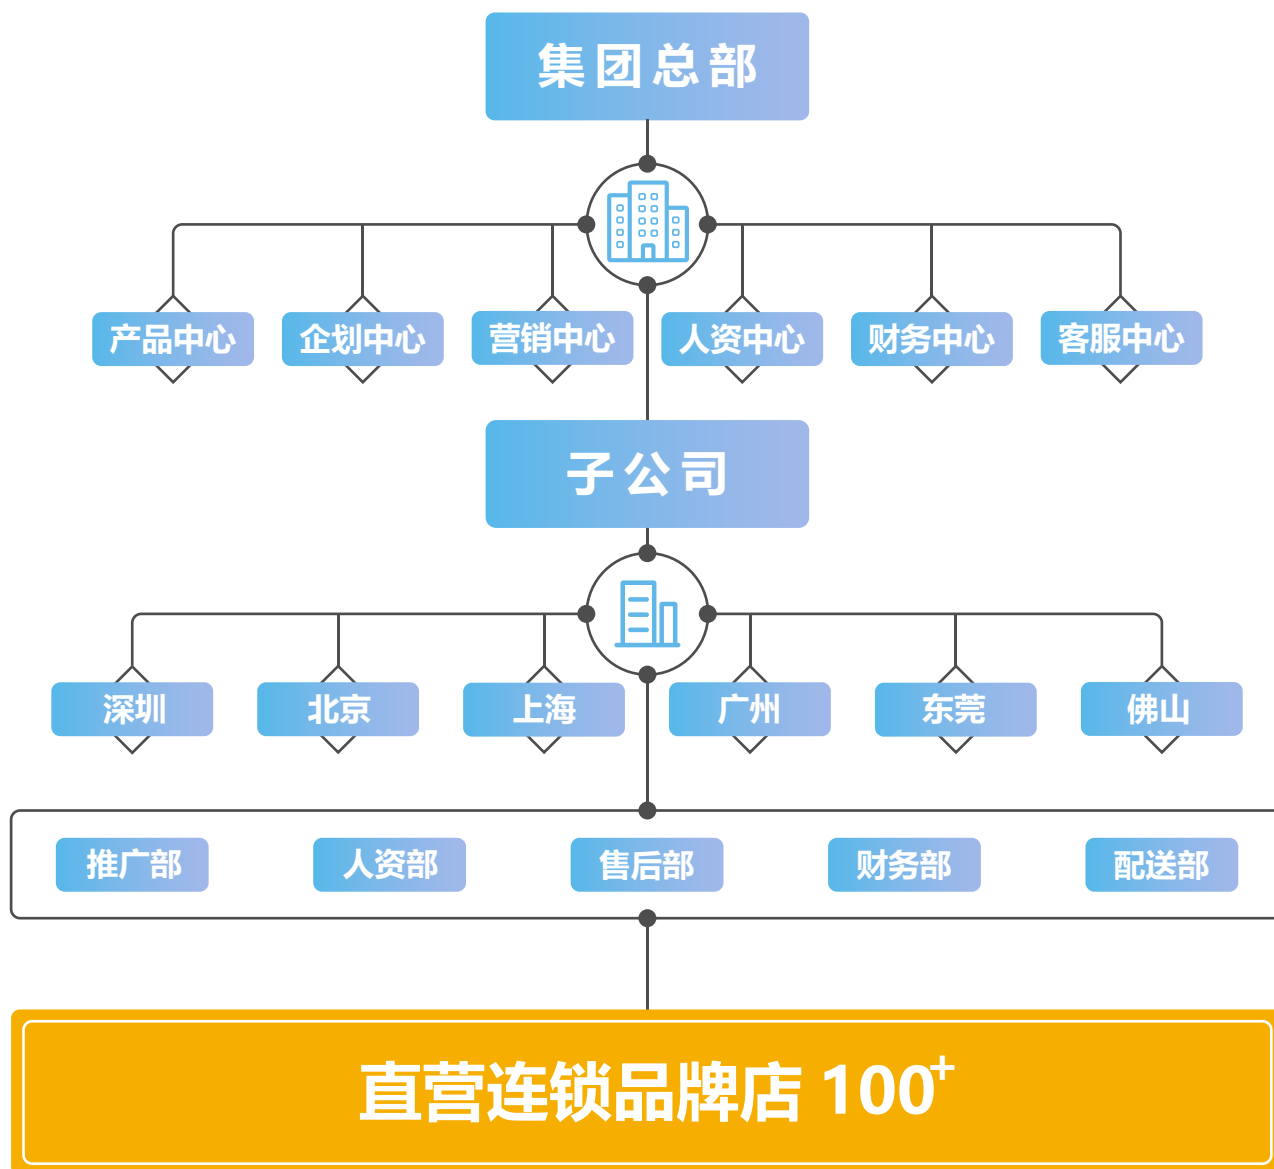 集团总部
产品中心 企划中心 营销中心 人资中心 财务中心 客服中心
子公司
深圳 北京 上海 广州 东莞 佛山
推广部 人资部 售后部 财务部 配送部
直营连锁品牌店 100+